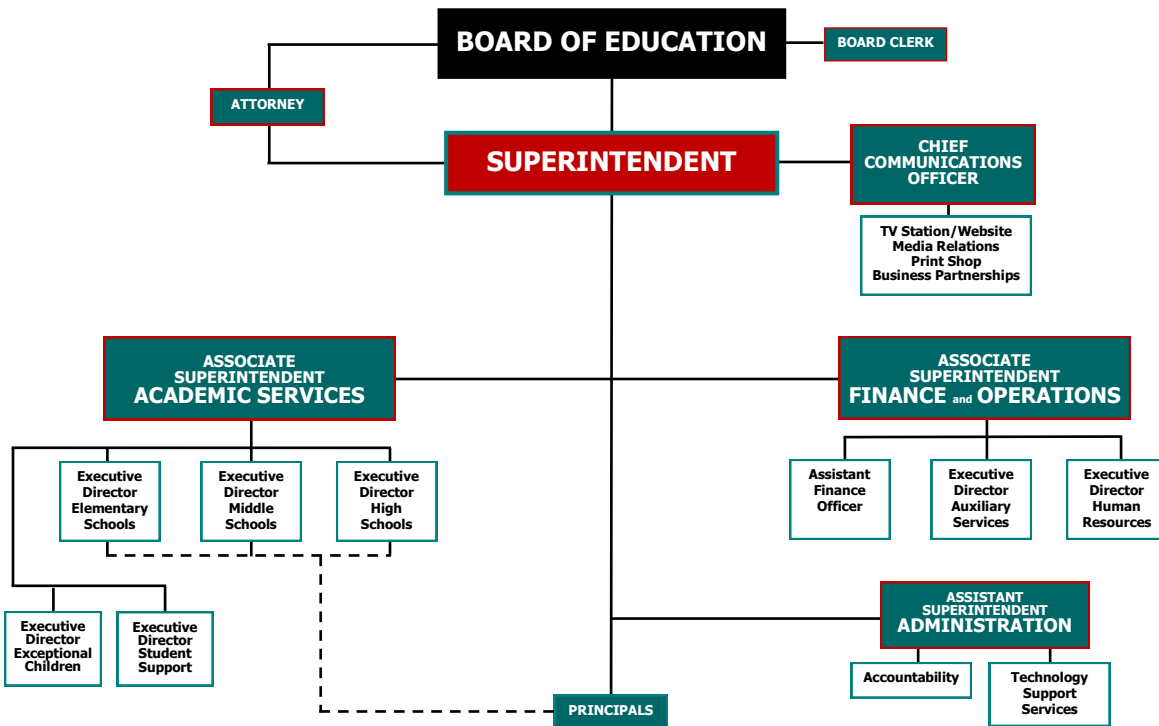 BOARD OF EDUCATION
BOARD CLERK
ATTORNEY
SUPERINTENDENT
CHIEF
COMMUNICATIONS
OFFICER
TV Station/Website
Media Relations
Print Shop
Business Partnerships
ASSOCIATE
SUPERINTENDENT
ACADEMIC SERVICES
ASSOCIATE
SUPERINTENDENT
FINANCE and OPERATIONS
Executive
Director
Elementary
Schools
Executive
Director
Middle
Schools
Executive
Director
High
Schools
Assistant
Finance
Officer
Executive
Director
Auxiliary
Services
Executive
Director
Human
Resources
Executive
Director
Exceptional
Children
Executive
Director
Student
Support
ASSISTANT
SUPERINTENDENT
ADMINISTRATION
Accountability
Technology
Support
Services
PRINCIPALS